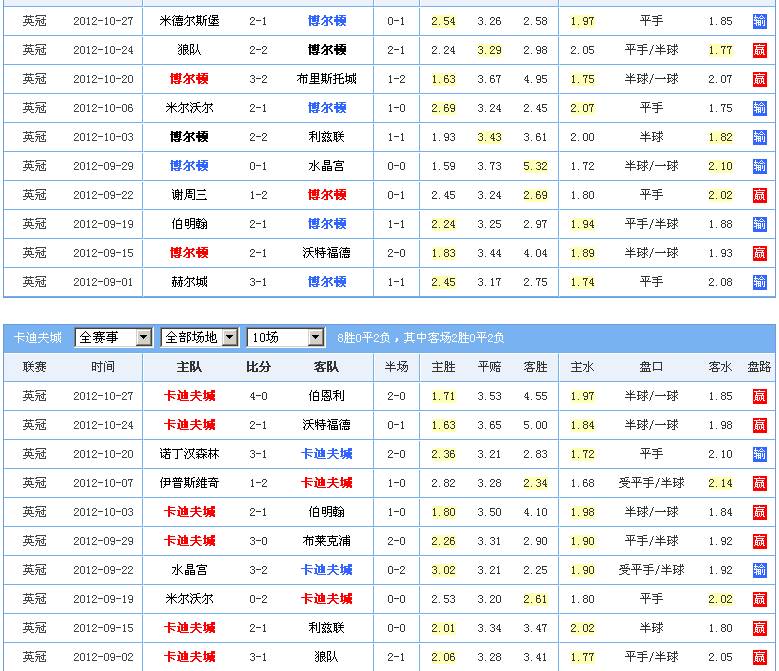 英冠 2012-10-27 米德尔斯堡 2-1 博尔顿 0-1 2.54 3.26 2.58 1.97 平手 1.85 输
英冠 2012-10-24 狼队 2-2 博尔顿 2-1 2.24 3.29 2.98 2.05 平手/半球 1.77 赢
英冠 2012-10-20 博尔顿 3-2 布里斯托城 1-2 1.63 3.67 4.95 1.75 半球/一球 2.07 赢
英冠 2012-10-06 米尔沃尔 2-1 博尔顿 1-0 2.69 3.24 2.45 2.07 平手 1.75 输
英冠 2012-10-03 博尔顿 2-2 利兹联 1-1 1.93 3.43 3.61 2.00 半球 1.82 输
英冠 2012-09-29 博尔顿 0-1 水晶宫 0-0 1.59 3.73 5.32 1.72 半球/一球 2.10 输
英冠 2012-09-22 谢周三 1-2 博尔顿 0-1 2.45 3.24 2.69 1.80 平手 2.02 赢
英冠 2012-09-19 伯明翰 2-1 博尔顿 1-1 2.24 3.25 2.97 1.94 平手/半球 1.88 输
英冠 2012-09-15 博尔顿 2-1 沃特福德 2-0 1.83 3.44 4.04 1.89 半球/一球 1.93 赢
英冠 2012-09-01 赫尔城 3-1 博尔顿 1-1 2.45 3.17 2.75 1.74 平手 2.08 输
卡迪夫城 全赛事 全部场地 10场 8胜0平2负，其中客场2胜0平2负
联赛 时间 主队 比分 客队 半场 主胜 平赔 客胜 主水 盘口 客水 盘路
英冠 2012-10-27 卡迪夫城 4-0 伯恩利 2-0 1.71 3.53 4.55 1.97 半球/一球 1.85 赢
英冠 2012-10-24 卡迪夫城 2-1 沃特福德 0-1 1.63 3.65 5.00 1.84 半球/一球 1.98 赢
英冠 2012-10-20 诺丁汉森林 3-1 卡迪夫城 2-0 2.36 3.21 2.83 1.72 平手 2.10 输
英冠 2012-10-07 伊普斯维奇 1-2 卡迪夫城 1-0 2.82 3.28 2.34 1.68 受平手/半球 2.14 赢
英冠 2012-10-03 卡迪夫城 2-1 伯明翰 1-0 1.80 3.50 4.10 1.98 半球/一球 1.84 赢
英冠 2012-09-29 卡迪夫城 3-0 布莱克浦 2-0 2.26 3.31 2.90 1.90 平手/半球 1.92 赢
英冠 2012-09-22 水晶宫 3-2 卡迪夫城 0-2 3.02 3.21 2.25 1.90 受平手/半球 1.92 输
英冠 2012-09-19 米尔沃尔 0-2 卡迪夫城 0-0 2.53 3.20 2.61 1.80 平手 2.02 赢
英冠 2012-09-15 卡迪夫城 2-1 利兹联 0-0 2.01 3.34 3.47 2.02 半球 1.80 赢
英冠 2012-09-02 卡迪夫城 3-1 狼队 2-1 2.06 3.28 3.41 1.77 平手/半球 2.05 赢